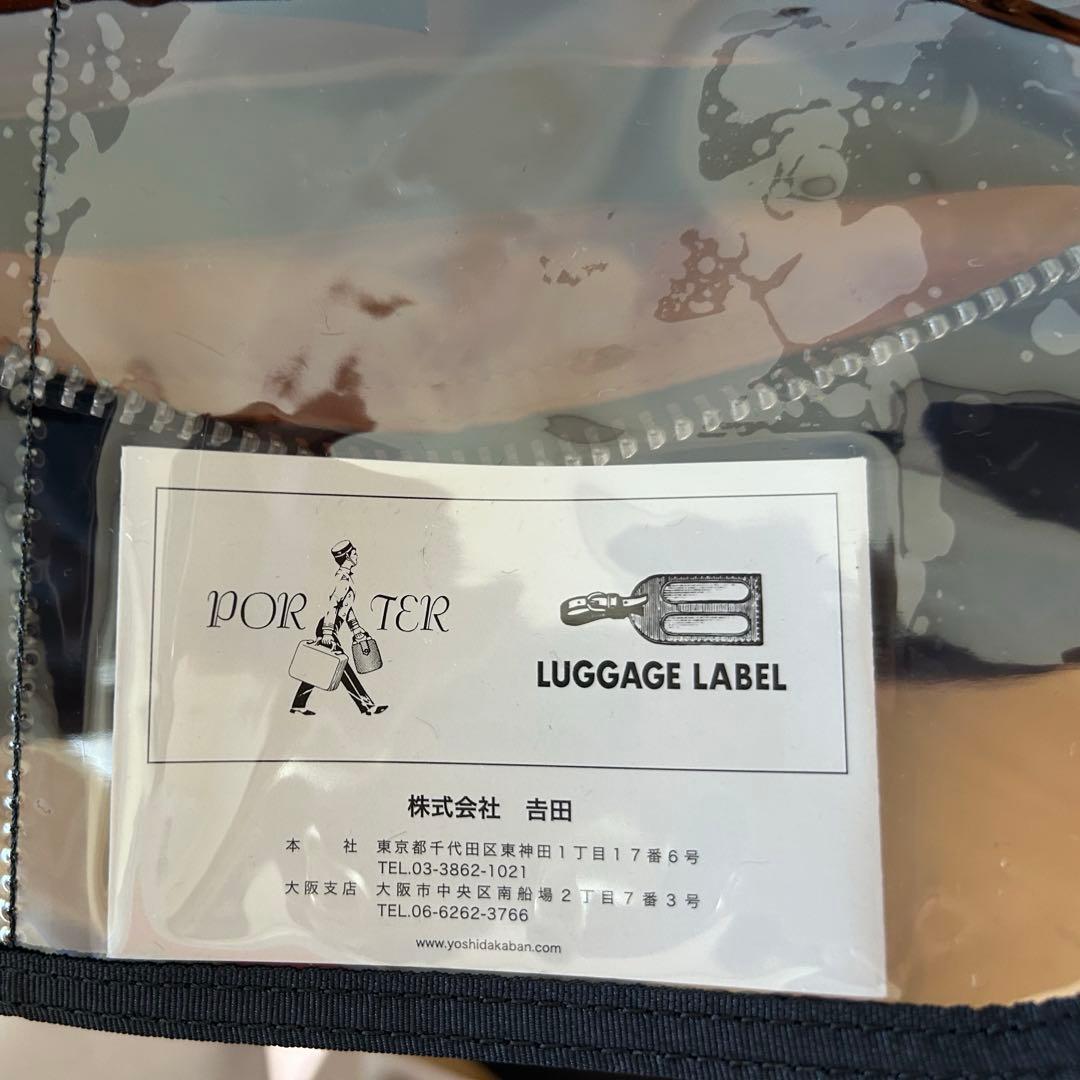 PORTER
LUGGAGE LABEL
株式会社 𠮷田
本 社 東京都千代田区東神田1丁目17番6号
TEL.03-3862-1021
大阪支店 大阪市中央区南船場2丁目7番3号
TEL.06-6262-3766
www.yoshidakaban.com